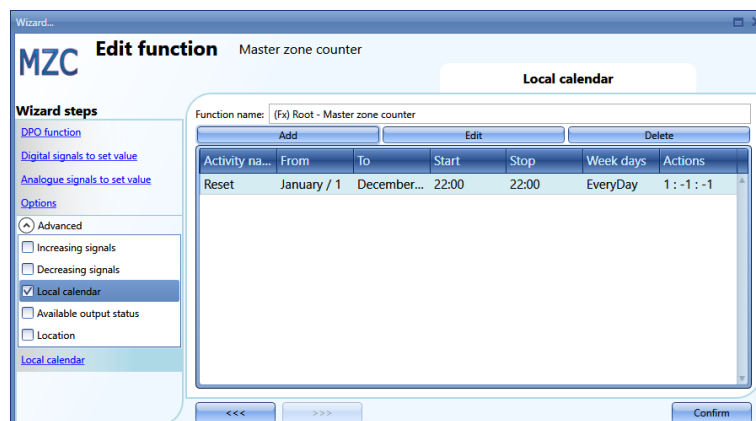 Wizard...
MZC Edit function Master zone counter
Local calendar
Wizard steps
DPO function
Digital signals to set value
Analogue signals to set value
Options
Advanced
Increasing signals
Decreasing signals
Local calendar
Available output status
Location
Local calendar
Function name: (Fx) Root - Master zone counter
Add Edit Delete
Activity na... From To Start Stop Week days Actions
Reset January / 1 December... 22:00 22:00 EveryDay 1 : -1 : -1
<<< >>> Confirm